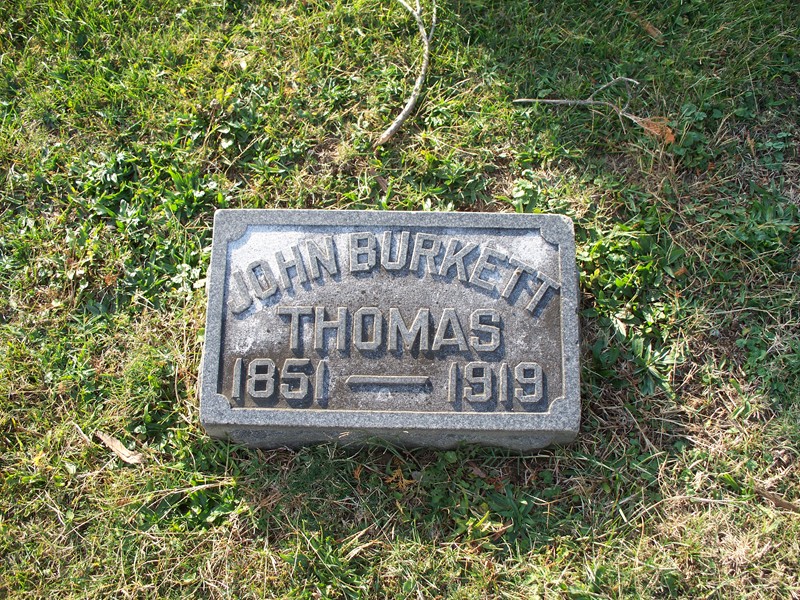 JOHN BURKETT
THOMAS
1851 — 1919